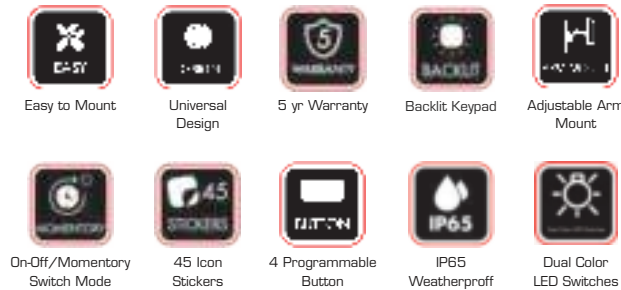 EASY
DESIGN
5
WARRANTY
BACKLIT
Easy to Mount
Universal
Design
5 yr Warranty
Backlit Keypad
Adjustable Arm
Mount
MOMENTORY
45
STICKERS
BUTTON
IP65
On-Off/Momentory
Switch Mode
45 Icon
Stickers
4 Programmable
Button
IP65
Weatherproff
Dual Color
LED Switches